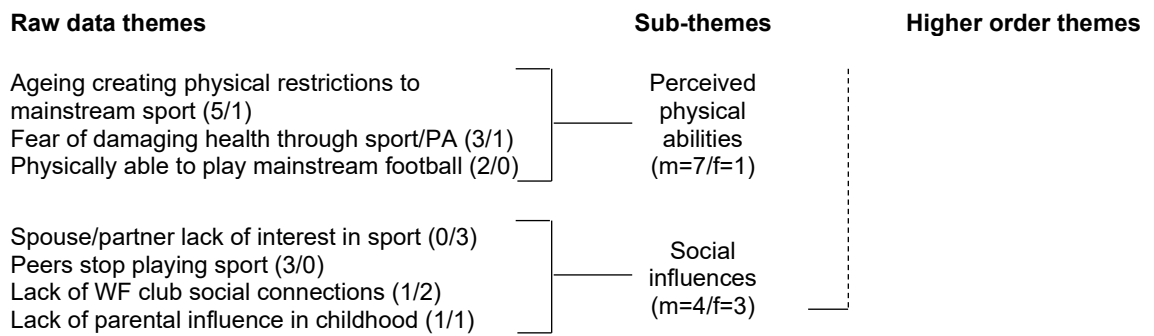 Raw data themes Sub-themes Higher order themes
Ageing creating physical restrictions to
mainstream sport (5/1)
Fear of damaging health through sport/PA (3/1)
Physically able to play mainstream football (2/0)
Perceived
physical
abilities
(m=7/f=1)
Spouse/partner lack of interest in sport (0/3)
Peers stop playing sport (3/0)
Lack of WF club social connections (1/2)
Lack of parental influence in childhood (1/1)
Social
influences
(m=4/f=3)